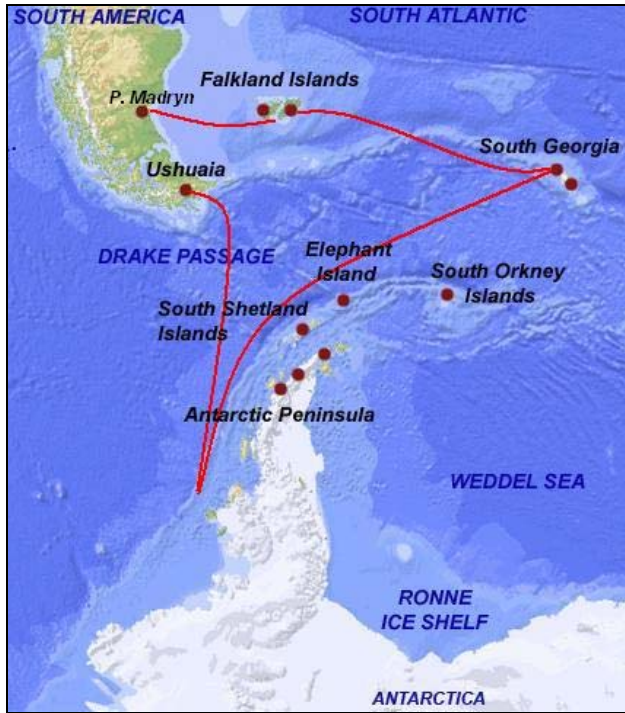 SOUTH AMERICA
SOUTH ATLANTIC
Falkland Islands
P. Madryn
South Georgia
Ushuaia
DRAKE PASSAGE
Elephant
Island
South Orkney
Islands
South Shetland
Islands
Antarctic Peninsula
WEDDEL SEA
RONNE
ICE SHELF
ANTARCTICA